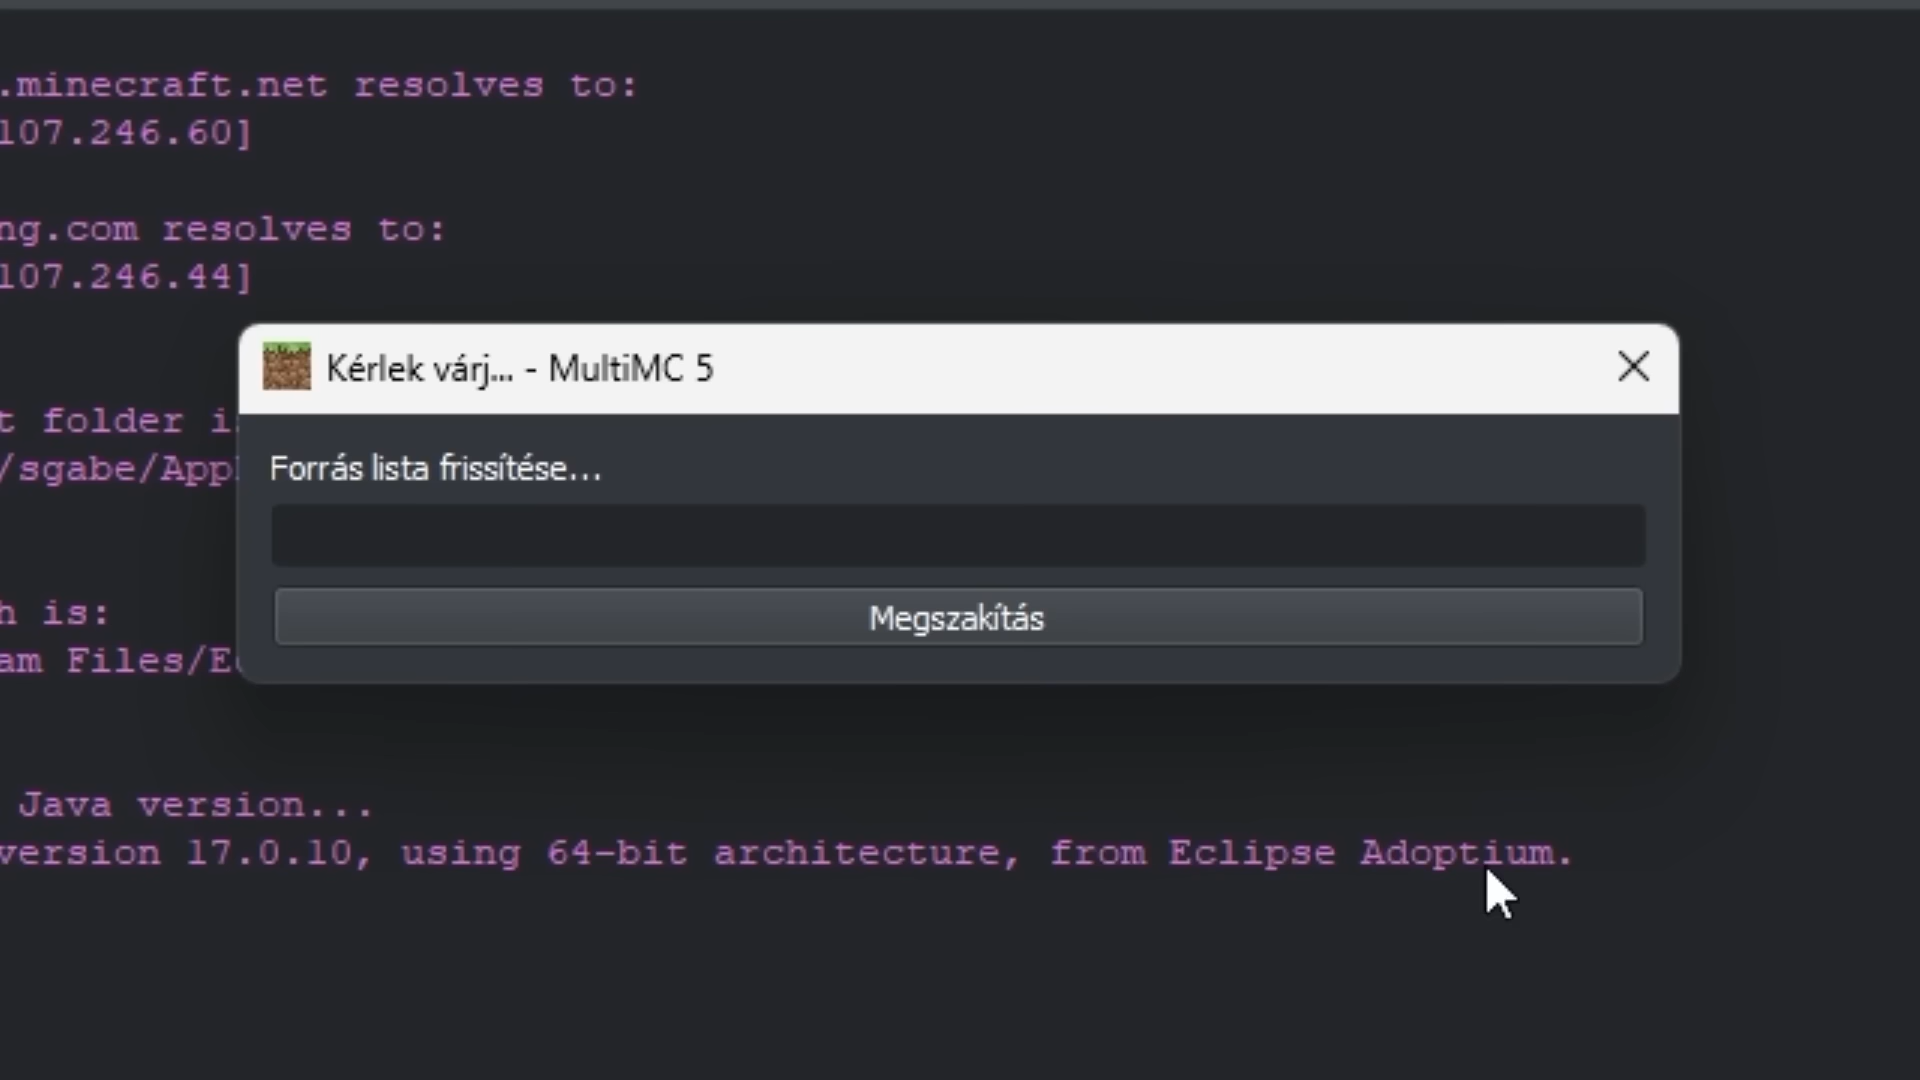 .minecraft.net resolves to:
107.246.60]
ng.com resolves to:
107.246.44]
Kérlek várj... - MultiMC 5
t folder i
/sgabe/App
Forrás lista frissítése...
Megszakítás
h is:
am Files/E
Java version...
version 17.0.10, using 64-bit architecture, from Eclipse Adoptium.